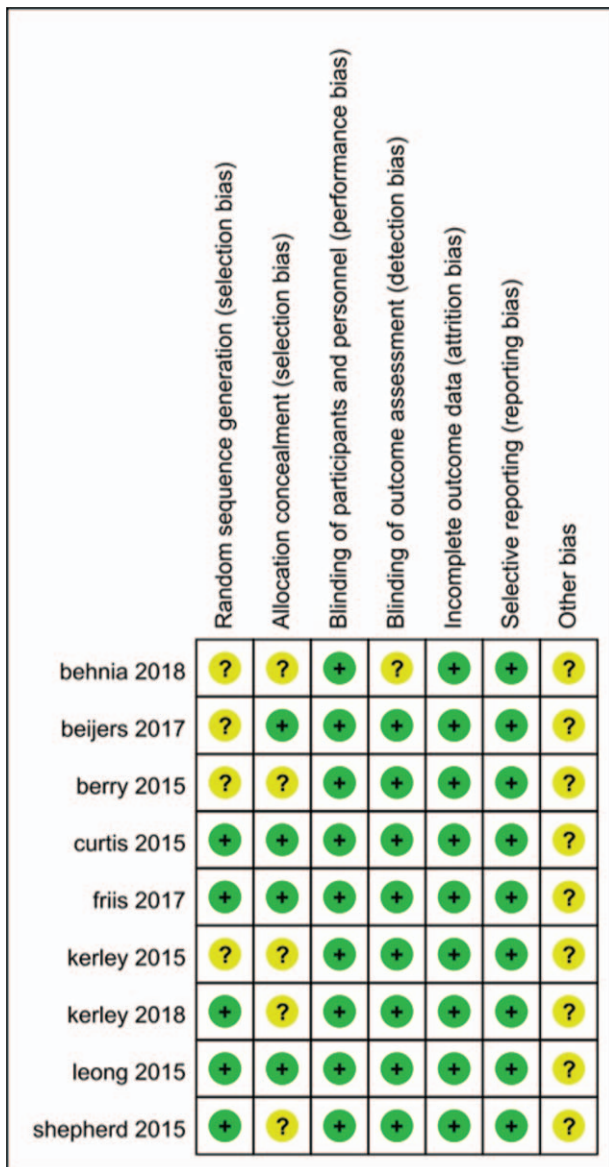 Random sequence generation (selection bias)
Allocation concealment (selection bias)
Blinding of participants and personnel (performance bias)
Blinding of outcome assessment (detection bias)
Incomplete outcome data (attrition bias)
Selective reporting (reporting bias)
Other bias
behnia 2018 ? ? + ? + + ?
beijers 2017 ? + + + + + ?
berry 2015 ? ? + + + + ?
curtis 2015 + + + + + + ?
friis 2017 + + + + + + ?
kerley 2015 ? ? + + + + ?
kerley 2018 + ? + + + + ?
leong 2015 + + + + + + ?
shepherd 2015 + ? + + + + ?